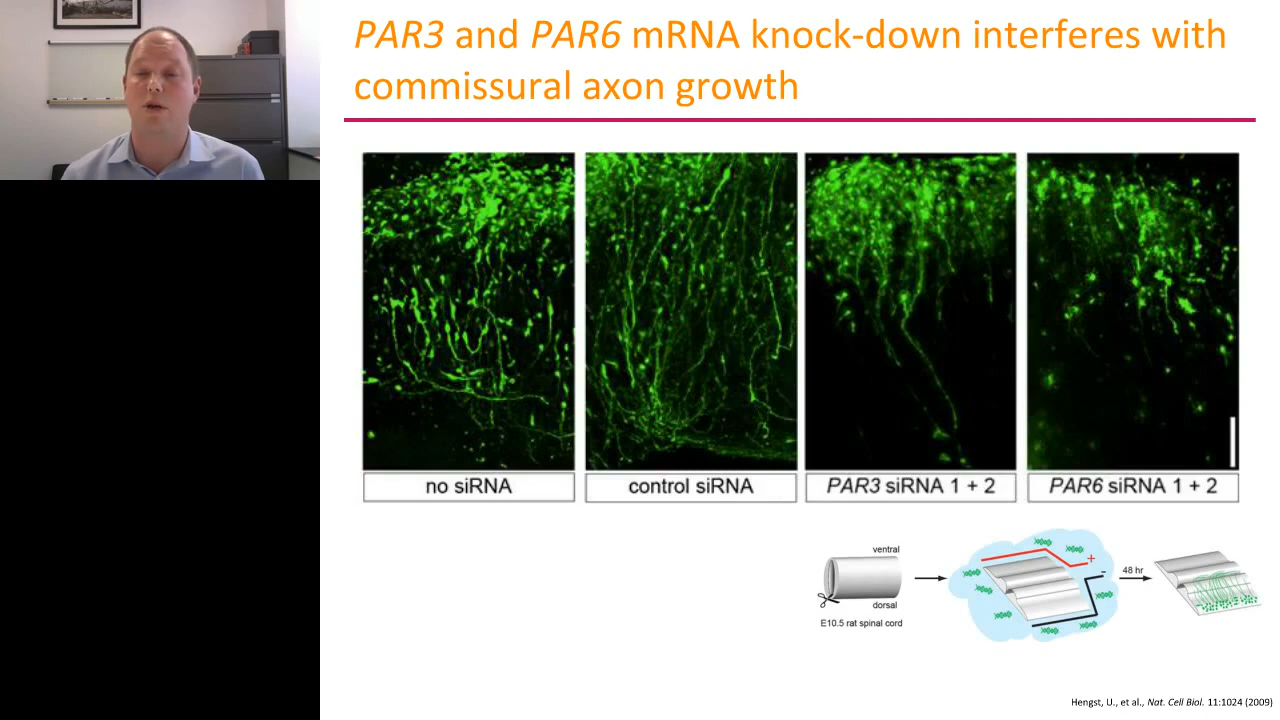 PAR3 and PAR6 mRNA knock-down interferes with
commissural axon growth
no siRNA
control siRNA
PAR3 siRNA 1 + 2
PAR6 siRNA 1 + 2
ventral
dorsal
E10.5 rat spinal cord
+
-
48 hr
Hengst, U., et al., Nat. Cell Biol. 11:1024 (2009)